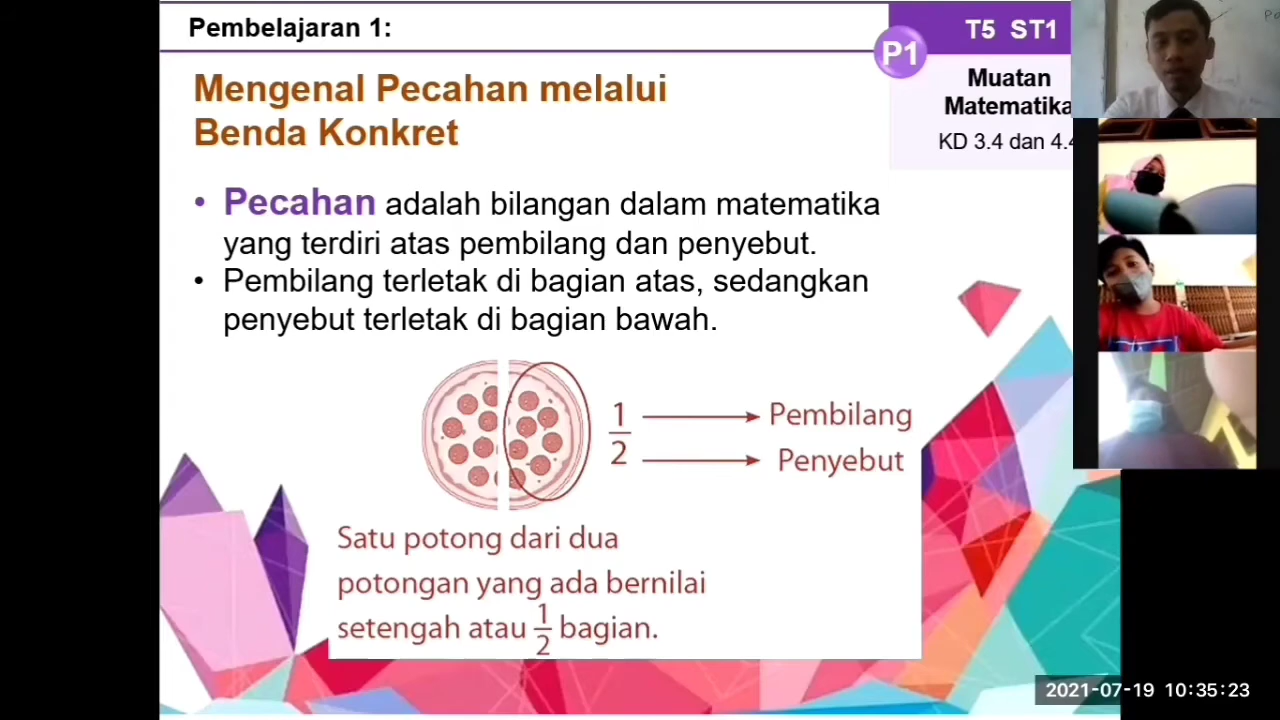 Pembelajaran 1:
P1
T5 ST1
Muatan
Matematika
KD 3.4 dan 4.4
Mengenal Pecahan melalui
Benda Konkret
• Pecahan adalah bilangan dalam matematika
yang terdiri atas pembilang dan penyebut.
• Pembilang terletak di bagian atas, sedangkan
penyebut terletak di bagian bawah.
1 Pembilang
2 Penyebut
Satu potong dari dua
potongan yang ada bernilai
setengah atau 1/2 bagian.
2021-07-19 10:35:23